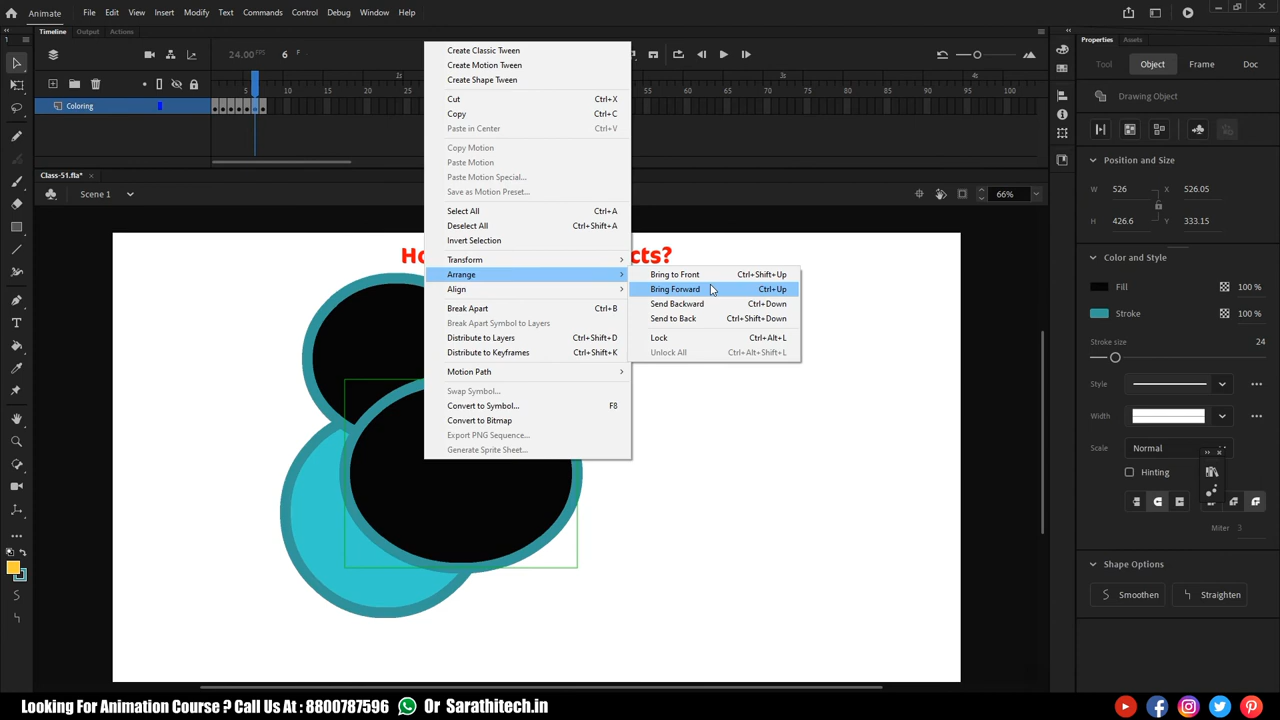 Animate File Edit View Insert Modify Text Commands Control Debug Window Help
Timeline Output Actions
24.00 FPS 6 F
1s 3s 4s
5 10 15 20 25 75 80 85 90 95 100
Coloring
Class-51.fla*
Scene 1
66%
Create Classic Tween
Create Motion Tween
Create Shape Tween
Cut Ctrl+X
Copy Ctrl+C
Paste in Center Ctrl+V
Copy Motion
Paste Motion
Paste Motion Special...
Save as Motion Preset...
Select All Ctrl+A
Deselect All Ctrl+Shift+A
Invert Selection
Transform
Arrange
Align
Break Apart Ctrl+B
Break Apart Symbol to Layers
Distribute to Layers Ctrl+Shift+D
Distribute to Keyframes Ctrl+Shift+K
Motion Path
Swap Symbol...
Convert to Symbol... F8
Convert to Bitmap
Export PNG Sequence...
Generate Sprite Sheet...
Bring to Front Ctrl+Shift+Up
Bring Forward Ctrl+Up
Send Backward Ctrl+Down
Send to Back Ctrl+Shift+Down
Lock Ctrl+Alt+L
Unlock All Ctrl+Alt+Shift+L
Properties Assets
Tool Object Frame Doc
Drawing Object
Position and Size
W 526 X 528.05
H 426.6 Y 333.15
Color and Style
Fill 100 %
Stroke 100 %
Stroke size 24
Style
Width
Scale Normal
Hinting
Miter 3
Shape Options
Smoothen Straighten
Looking For Animation Course ? Call Us At : 8800787596 Or Sarathitech.in